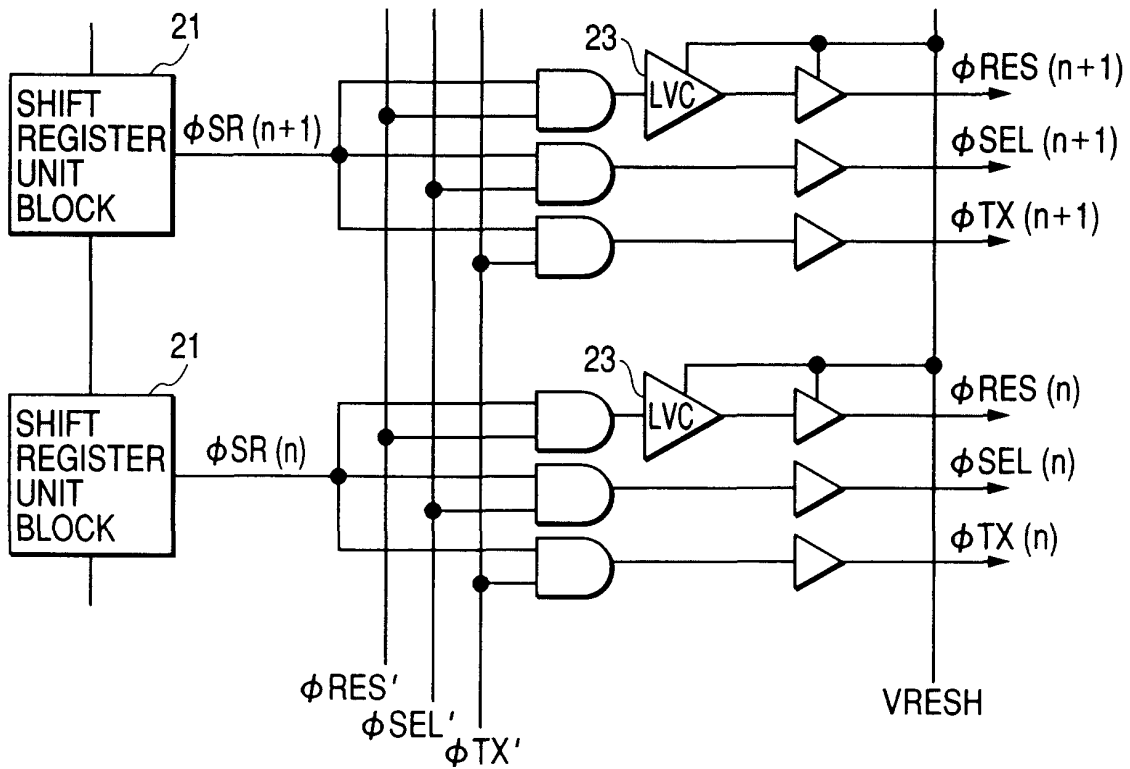 21
SHIFT
REGISTER
UNIT
BLOCK
ϕSR (n+1)
23
LVC
ϕRES (n+1)
ϕSEL (n+1)
ϕTX (n+1)
21
SHIFT
REGISTER
UNIT
BLOCK
ϕSR (n)
23
LVC
ϕRES (n)
ϕSEL (n)
ϕTX (n)
ϕRES′
ϕSEL′
ϕTX′
VRESH